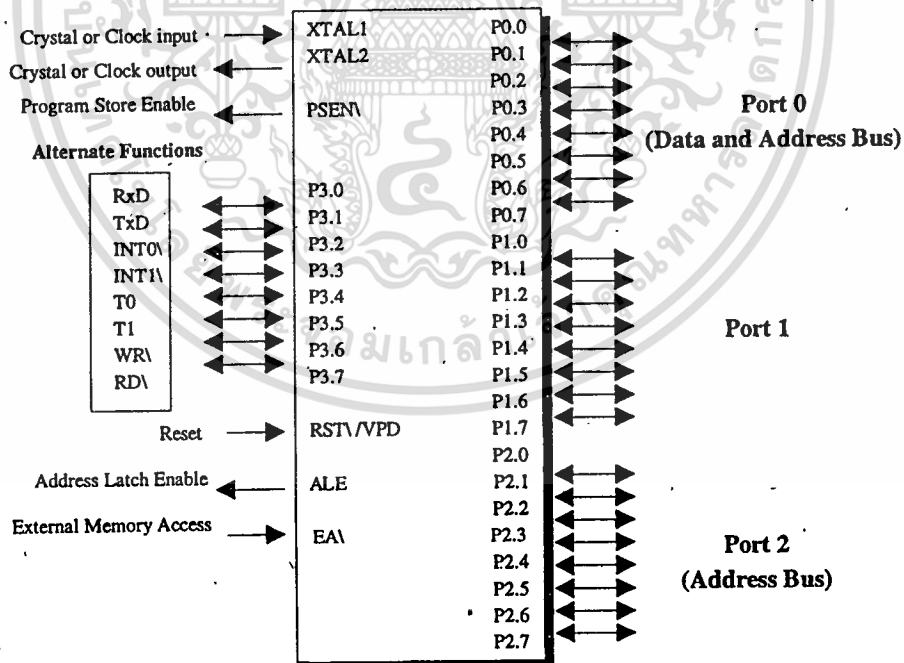 Crystal or Clock input
Crystal or Clock output
Program Store Enable
Alternate Functions
RxD
TxD
INT0\
INT1\
T0
T1
WR\
RD\
Reset
Address Latch Enable
External Memory Access
XTAL1
XTAL2
PSEN\
P3.0
P3.1
P3.2
P3.3
P3.4
P3.5
P3.6
P3.7
RST\/VPD
ALE
EA\
P0.0
P0.1
P0.2
P0.3
P0.4
P0.5
P0.6
P0.7
P1.0
P1.1
P1.2
P1.3
P1.4
P1.5
P1.6
P1.7
P2.0
P2.1
P2.2
P2.3
P2.4
P2.5
P2.6
P2.7
Port 0
(Data and Address Bus)
Port 1
Port 2
(Address Bus)